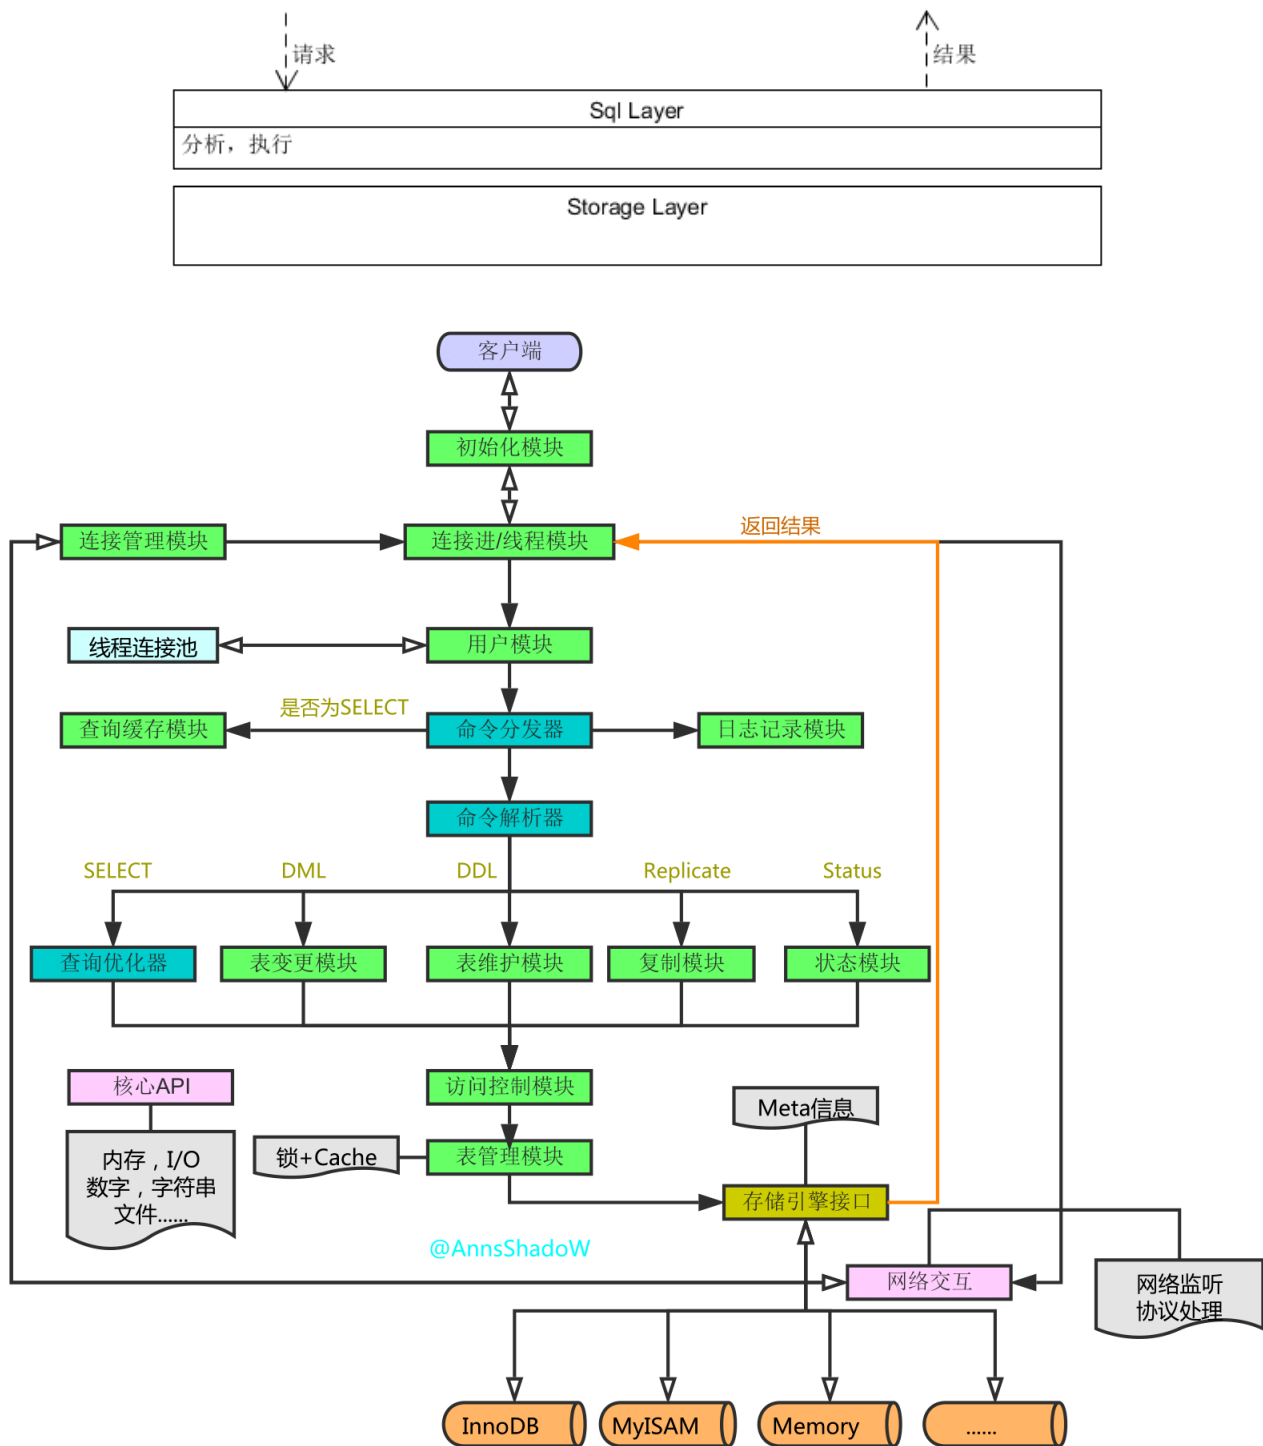 请求
结果
Sql Layer
分析，执行
Storage Layer
客户端
初始化模块
连接管理模块
连接进/线程模块
返回结果
线程连接池
用户模块
是否为SELECT
查询缓存模块
命令分发器
日志记录模块
命令解析器
SELECT
DML
DDL
Replicate
Status
查询优化器
表变更模块
表维护模块
复制模块
状态模块
核心API
访问控制模块
Meta信息
内存，I/O
数字，字符串
文件......
锁+Cache
表管理模块
存储引擎接口
@AnnsShadoW
网络交互
网络监听
协议处理
InnoDB
MyISAM
Memory
......